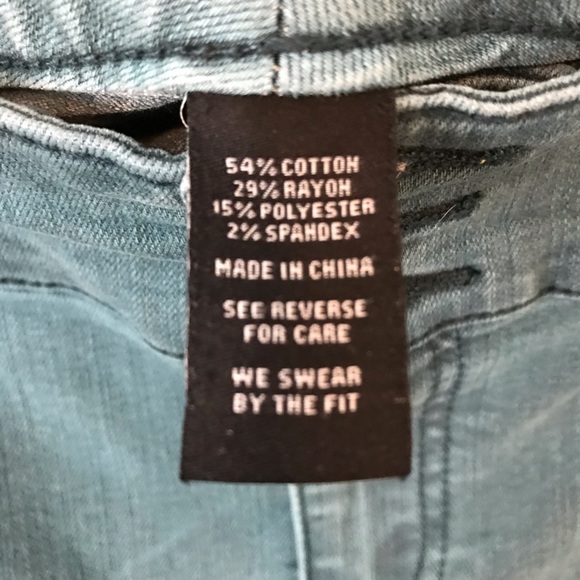 54% COTTON
29% RAYON
15% POLYESTER
2% SPANDEX
MADE IN CHINA
SEE REVERSE
FOR CARE
WE SWEAR
BY THE FIT